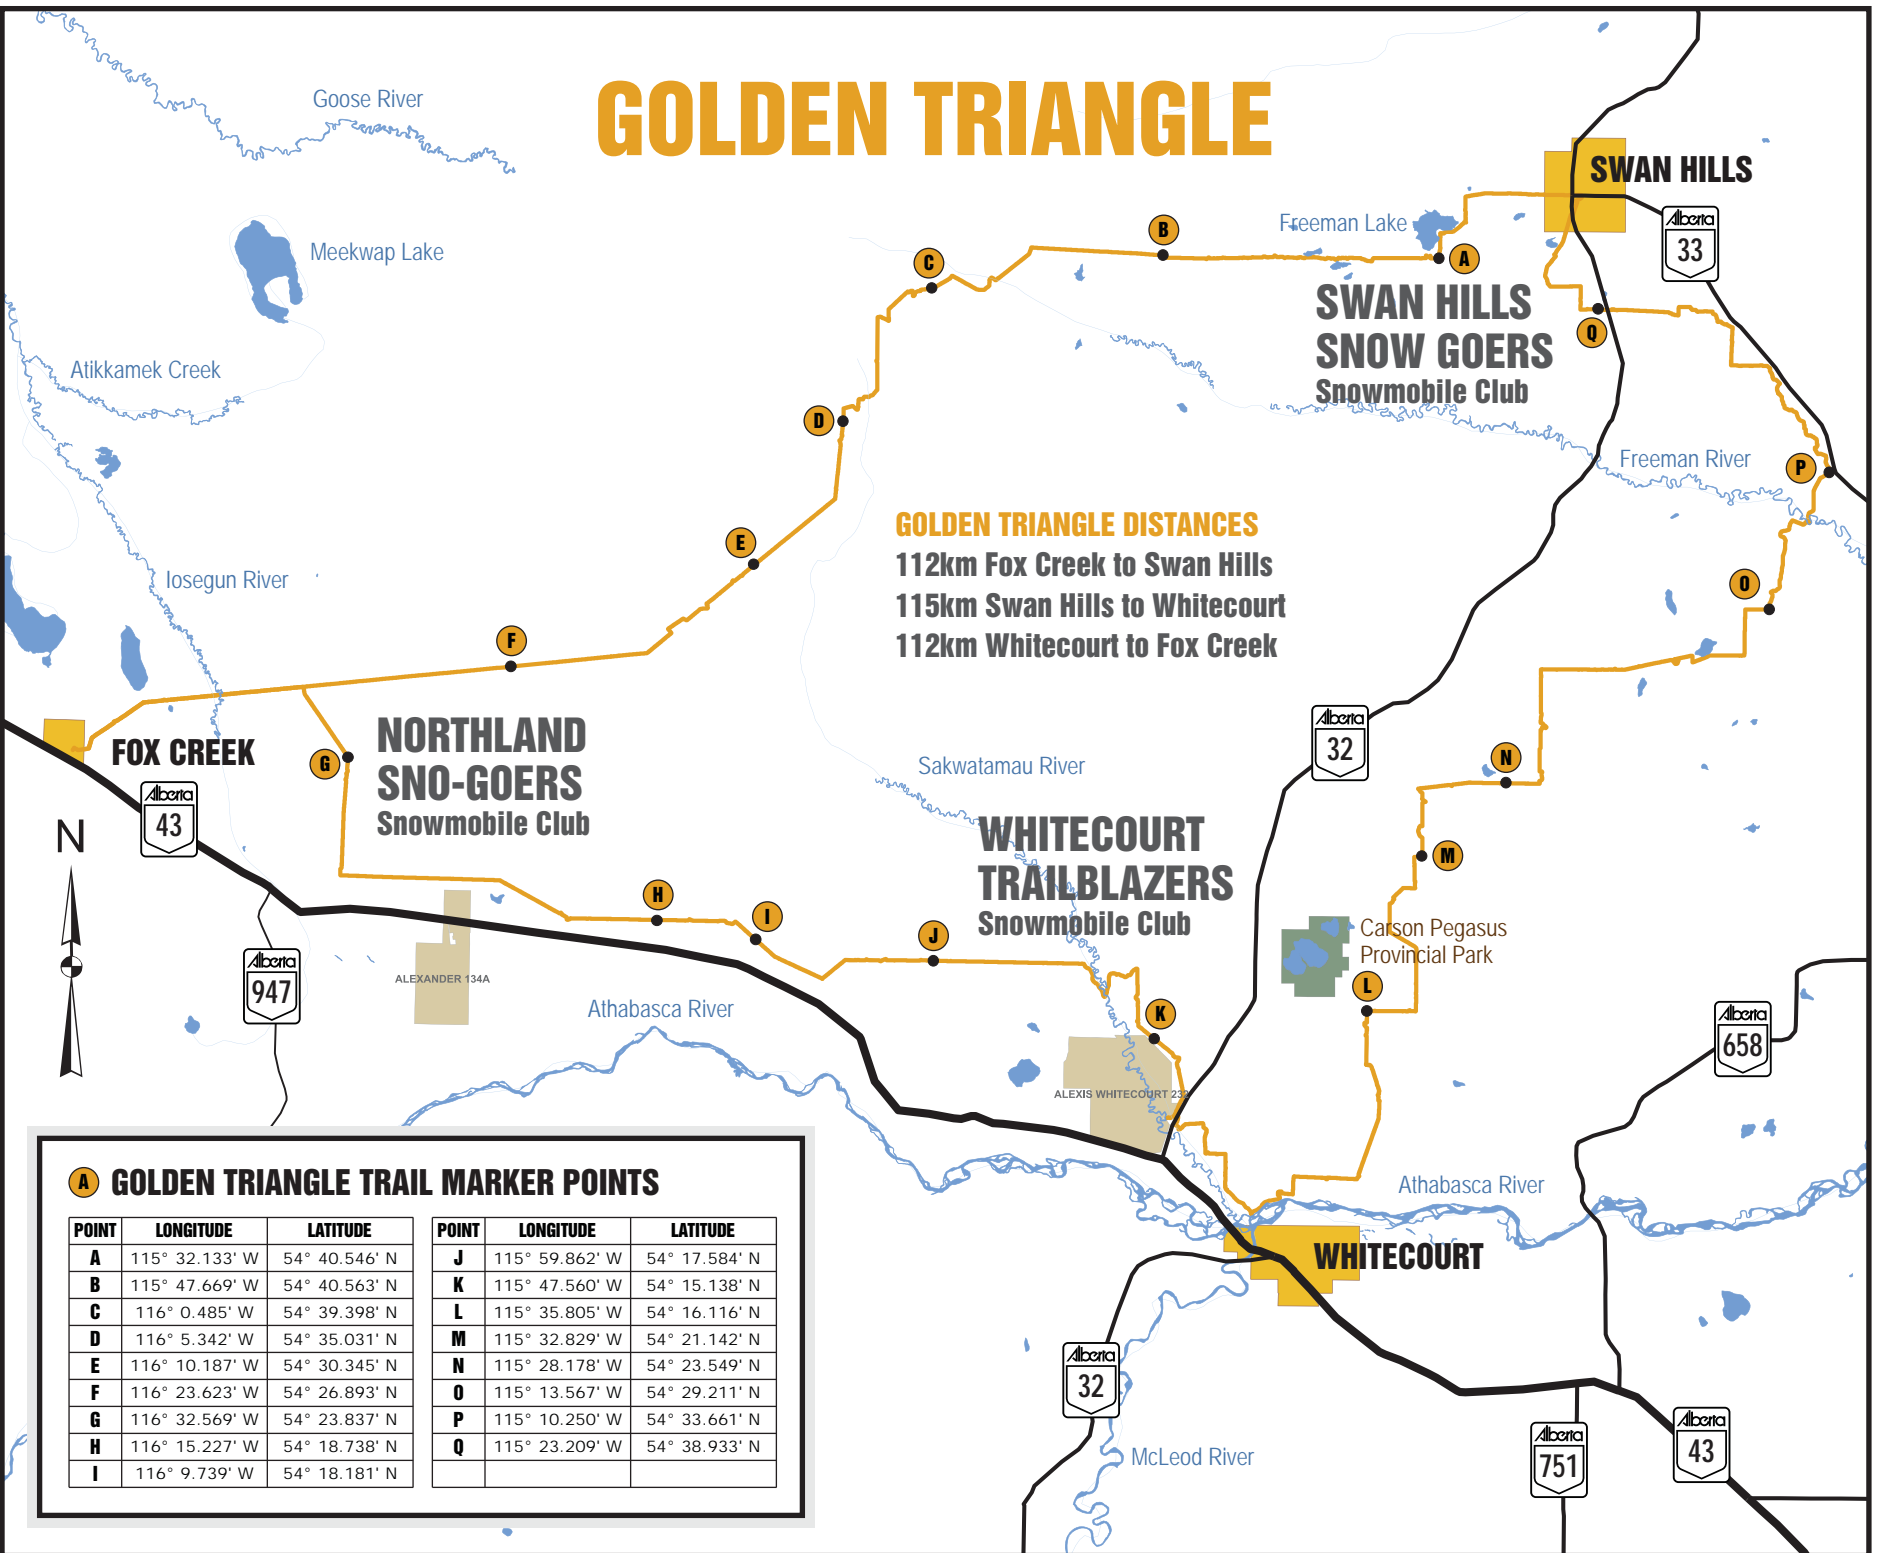 GOLDEN TRIANGLE
Goose River
SWAN HILLS
Alberta
33
Freeman Lake
Meekwap Lake
B
C
A
SWAN HILLS
SNOW GOERS
Snowmobile Club
Q
Atikkamek Creek
D
Freeman River
P
E
GOLDEN TRIANGLE DISTANCES
112km Fox Creek to Swan Hills
115km Swan Hills to Whitecourt
112km Whitecourt to Fox Creek
Iosegun River
O
F
NORTHLAND
SNO-GOERS
Snowmobile Club
FOX CREEK
G
Alberta
32
Sakwatamau River
N
Alberta
43
N
WHITECOURT
TRAILBLAZERS
Snowmobile Club
M
H
I
J
Carson Pegasus
Provincial Park
L
Alberta
947
ALEXANDER 134A
Athabasca River
K
Alberta
658
ALEXIS WHITECOURT 232
Athabasca River
WHITECOURT
Alberta
32
McLeod River
Alberta
751
Alberta
43
A GOLDEN TRIANGLE TRAIL MARKER POINTS
POINT LONGITUDE LATITUDE
A 115° 32.133' W 54° 40.546' N
B 115° 47.669' W 54° 40.563' N
C 116° 0.485' W 54° 39.398' N
D 116° 5.342' W 54° 35.031' N
E 116° 10.187' W 54° 30.345' N
F 116° 23.623' W 54° 26.893' N
G 116° 32.569' W 54° 23.837' N
H 116° 15.227' W 54° 18.738' N
I 116° 9.739' W 54° 18.181' N
POINT LONGITUDE LATITUDE
J 115° 59.862' W 54° 17.584' N
K 115° 47.560' W 54° 15.138' N
L 115° 35.805' W 54° 16.116' N
M 115° 32.829' W 54° 21.142' N
N 115° 28.178' W 54° 23.549' N
O 115° 13.567' W 54° 29.211' N
P 115° 10.250' W 54° 33.661' N
Q 115° 23.209' W 54° 38.933' N